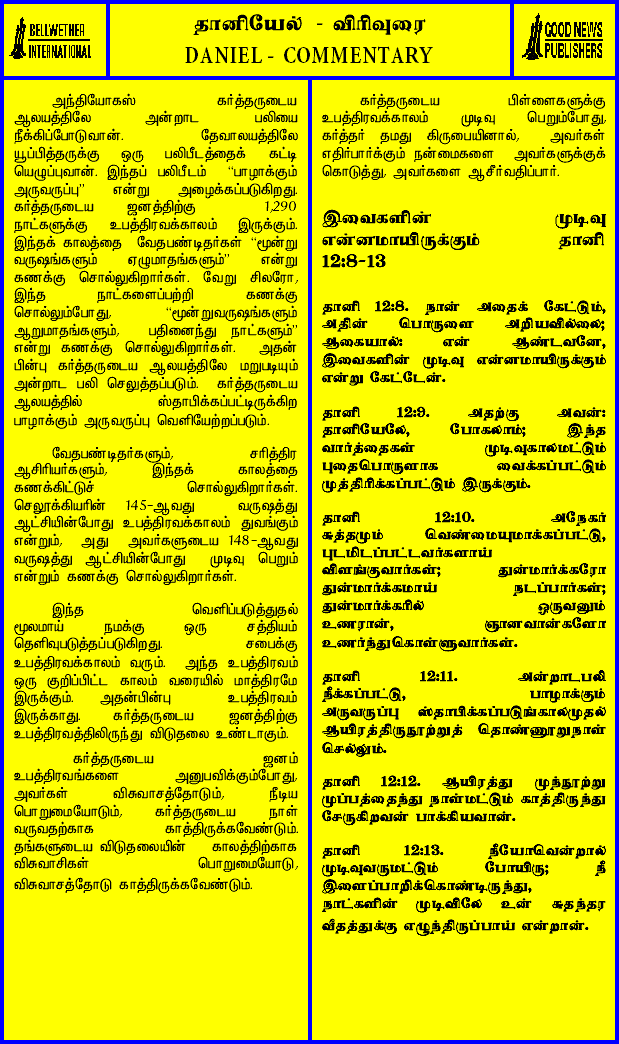 BELLWETHER
INTERNATIONAL
தானியேல் - விரிவுரை
DANIEL - COMMENTARY
GOOD NEWS
PUBLISHERS
அந்தியோகஸ் கர்த்தருடைய
ஆலயத்திலே அன்றாட பலியை
நீக்கிப்போடுவான். தேவாலயத்திலே
யூப்பித்தருக்கு ஒரு பலிபீடத்தைக் கட்டி
யெழுப்புவான். இந்தப் பலிபீடம் “பாழாக்கும்
அருவருப்பு” என்று அழைக்கப்படுகிறது.
கர்த்தருடைய ஜனத்திற்கு 1,290
நாட்களுக்கு உபத்திரவக்காலம் இருக்கும்.
இந்தக் காலத்தை வேதபண்டிதர்கள் “மூன்று
வருஷங்களும் ஏழுமாதங்களும்” என்று
கணக்கு சொல்லுகிறார்கள். வேறு சிலரோ,
இந்த நாட்களைப்பற்றி கணக்கு
சொல்லும்போது, “மூன்றுவருஷங்களும்
ஆறுமாதங்களும், பதினைந்து நாட்களும்”
என்று கணக்கு சொல்லுகிறார்கள். அதன்
பின்பு கர்த்தருடைய ஆலயத்திலே மறுபடியும்
அன்றாட பலி செலுத்தப்படும். கர்த்தருடைய
ஆலயத்தில் ஸ்தாபிக்கப்பட்டிருக்கிற
பாழாக்கும் அருவருப்பு வெளியேற்றப்படும்.
வேதபண்டிதர்களும், சரித்திர
ஆசிரியர்களும், இந்தக் காலத்தை
கணக்கிட்டுச் சொல்லுகிறார்கள்.
செலூக்கியரின் 145-ஆவது வருஷத்து
ஆட்சியின்போது உபத்திரவக்காலம் துவங்கும்
என்றும், அது அவர்களுடைய 148-ஆவது
வருஷத்து ஆட்சியின்போது முடிவு பெறும்
என்றும் கணக்கு சொல்லுகிறார்கள்.
இந்த வெளிப்படுத்துதல்
மூலமாய் நமக்கு ஒரு சத்தியம்
தெளிவுபடுத்தப்படுகிறது. சபைக்கு
உபத்திரவக்காலம் வரும். அந்த உபத்திரவம்
ஒரு குறிப்பிட்ட காலம் வரையில் மாத்திரமே
இருக்கும். அதன்பின்பு உபத்திரவம்
இருக்காது. கர்த்தருடைய ஜனத்திற்கு
உபத்திரவத்திலிருந்து விடுதலை உண்டாகும்.
கர்த்தருடைய ஜனம்
உபத்திரவங்களை அனுபவிக்கும்போது,
அவர்கள் விசுவாசத்தோடும், நீடிய
பொறுமையோடும், கர்த்தருடைய நாள்
வருவதற்காக காத்திருக்கவேண்டும்.
தங்களுடைய விடுதலையின் காலத்திற்காக
விசுவாசிகள் பொறுமையோடு,
விசுவாசத்தோடு காத்திருக்கவேண்டும்.
கர்த்தருடைய பிள்ளைகளுக்கு
உபத்திரவக்காலம் முடிவு பெறும்போது,
கர்த்தர் தமது கிருபையினால், அவர்கள்
எதிர்பார்க்கும் நன்மைகளை அவர்களுக்குக்
கொடுத்து, அவர்களை ஆசீர்வதிப்பார்.
இவைகளின் முடிவு
என்னமாயிருக்கும் தானி
12:8-13
தானி 12:8. நான் அதைக் கேட்டும்,
அதின் பொருளை அறியவில்லை;
ஆகையால்: என் ஆண்டவனே,
இவைகளின் முடிவு என்னமாயிருக்கும்
என்று கேட்டேன்.
தானி 12:9. அதற்கு அவன்:
தானியேலே, போகலாம்; இந்த
வார்த்தைகள் முடிவுகாலமட்டும்
புதைபொருளாக வைக்கப்பட்டும்
முத்திரிக்கப்பட்டும் இருக்கும்.
தானி 12:10. அநேகர்
சுத்தமும் வெண்மையுமாக்கப்பட்டு,
புடமிடப்பட்டவர்களாய்
விளங்குவார்கள்; துன்மார்க்கரோ
துன்மார்க்கமாய் நடப்பார்கள்;
துன்மார்க்கரில் ஒருவனும்
உணரான், ஞானவான்களோ
உணர்ந்துகொள்ளுவார்கள்.
தானி 12:11. அன்றாடபலி
நீக்கப்பட்டு, பாழாக்கும்
அருவருப்பு ஸ்தாபிக்கப்படுங்காலமுதல்
ஆயிரத்திருநூற்றுத் தொண்ணூறுநாள்
செல்லும்.
தானி 12:12. ஆயிரத்து முந்நூற்று
முப்பத்தைந்து நாள்மட்டும் காத்திருந்து
சேருகிறவன் பாக்கியவான்.
தானி 12:13. நீயோவென்றால்
முடிவுவருமட்டும் போயிரு; நீ
இளைப்பாறிக்கொண்டிருந்து,
நாட்களின் முடிவிலே உன் சுதந்தர
வீதத்துக்கு எழுந்திருப்பாய் என்றான்.